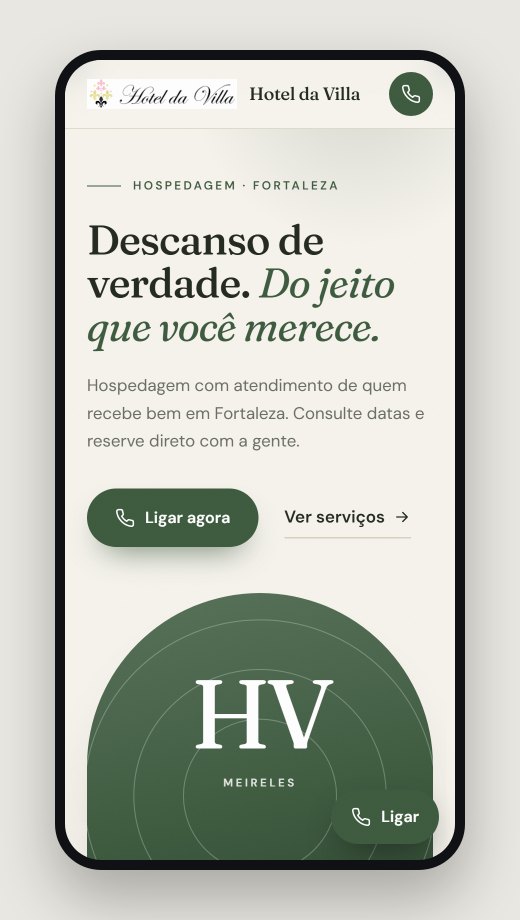 Hotel da Villa Hotel da Villa
HOSPEDAGEM · FORTALEZA
Descanso de
verdade. Do jeito
que você merece.
Hospedagem com atendimento de quem
recebe bem em Fortaleza. Consulte datas e
reserve direto com a gente.
Ligar agora Ver serviços →
HV
MEIRELES
Ligar